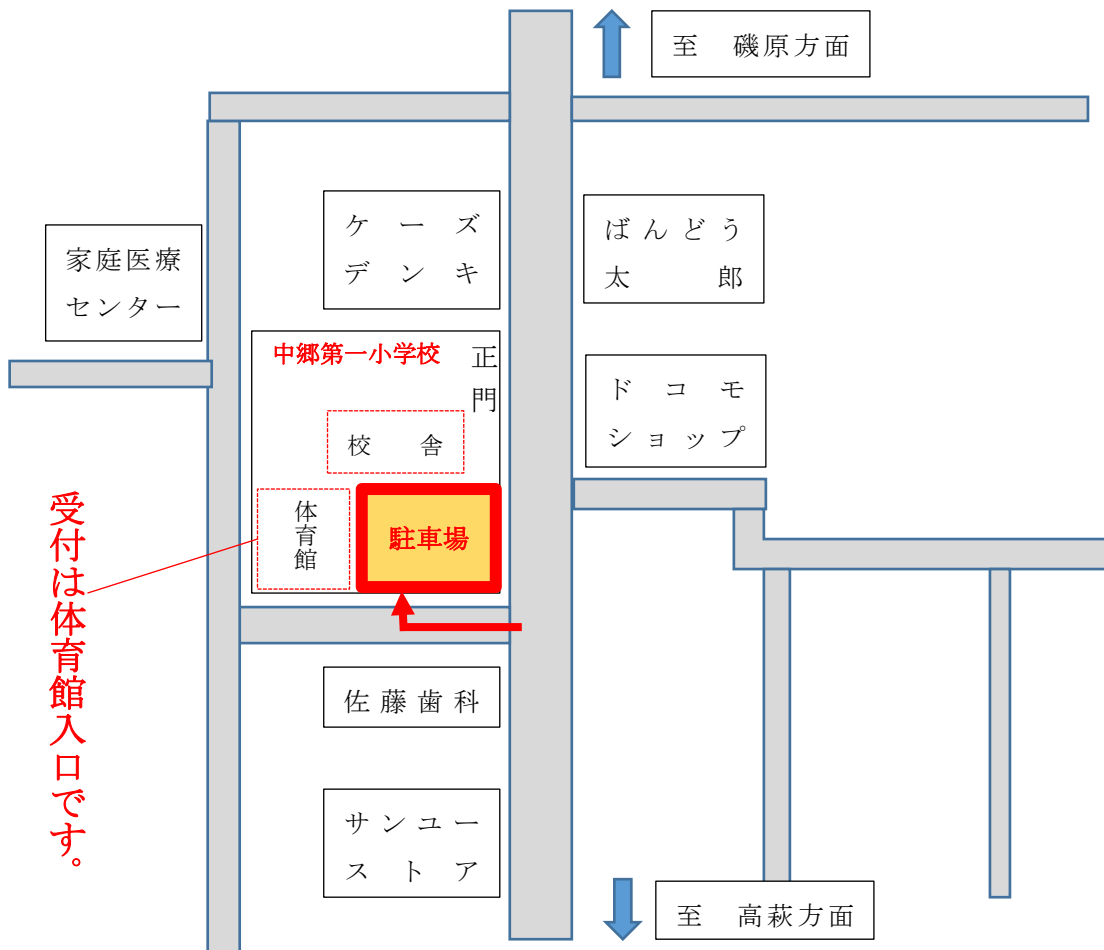 至 磯原方面
ケーズ
デンキ
ばんどう
太郎
家庭医療
センター
中郷第一小学校
正門
ドコモ
ショップ
校舎
体育館
駐車場
受付は体育館入口です。
佐藤歯科
サンユー
ストア
至 高萩方面